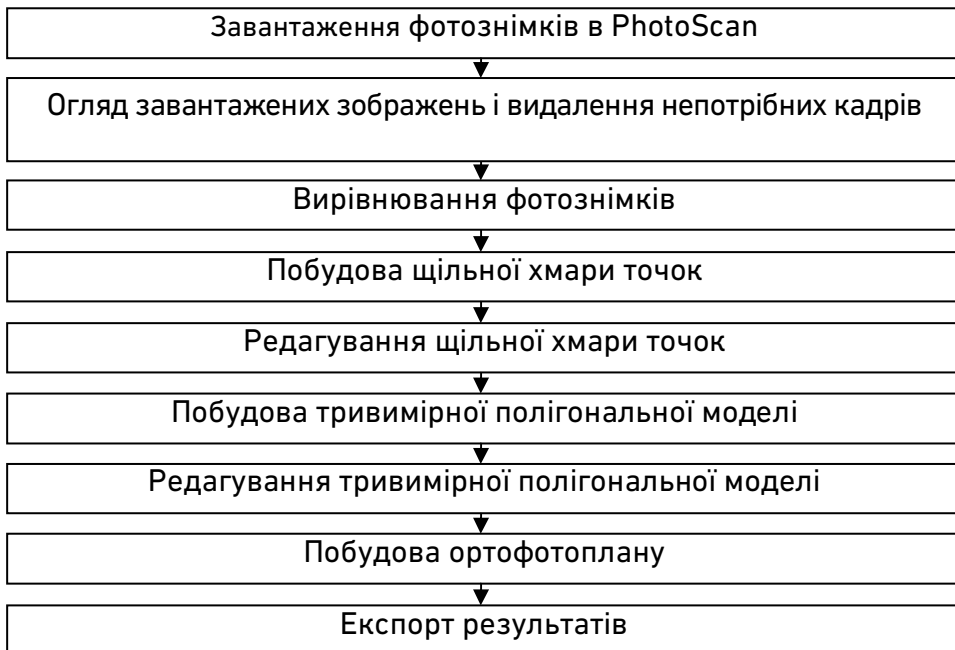 Завантаження фотознімків в PhotoScan
Огляд завантажених зображень і видалення непотрібних кадрів
Вирівнювання фотознімків
Побудова щільної хмари точок
Редагування щільної хмари точок
Побудова тривимірної полігональної моделі
Редагування тривимірної полігональної моделі
Побудова ортофотоплану
Експорт результатів